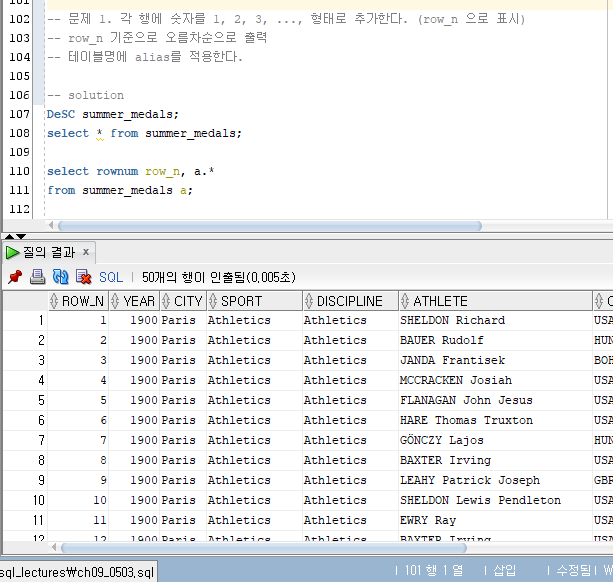 101
102 -- 문제 1. 각 행에 숫자를 1, 2, 3, ..., 형태로 추가한다. (row_n 으로 표시)
103 -- row_n 기준으로 오름차순으로 출력
104 -- 테이블명에 alias를 적용한다.
105
106 -- solution
107 DeSC summer_medals;
108 select * from summer_medals;
109
110 select rownum row_n, a.*
111 from summer_medals a;
112
질의 결과 x
SQL | 50개의 행이 인출됨(0,005초)
ROW_N YEAR CITY SPORT DISCIPLINE ATHLETE C
1 1 1900 Paris Athletics Athletics SHELDON Richard USA
2 2 1900 Paris Athletics Athletics BAUER Rudolf HUN
3 3 1900 Paris Athletics Athletics JANDA Frantisek BOH
4 4 1900 Paris Athletics Athletics MCCRACKEN Josiah USA
5 5 1900 Paris Athletics Athletics FLANAGAN John Jesus USA
6 6 1900 Paris Athletics Athletics HARE Thomas Truxton USA
7 7 1900 Paris Athletics Athletics GÖNCZY Lajos HUN
8 8 1900 Paris Athletics Athletics BAXTER Irving USA
9 9 1900 Paris Athletics Athletics LEAHY Patrick Joseph GBR
10 10 1900 Paris Athletics Athletics SHELDON Lewis Pendleton USA
11 11 1900 Paris Athletics Athletics EWRY Ray USA
12 12 1900 Paris Athletics Athletics BAXTER Irving USA
sql_lectures₩ch09_0503,sql | 101 행 1 열 | 삽입 | 수정됨 | W